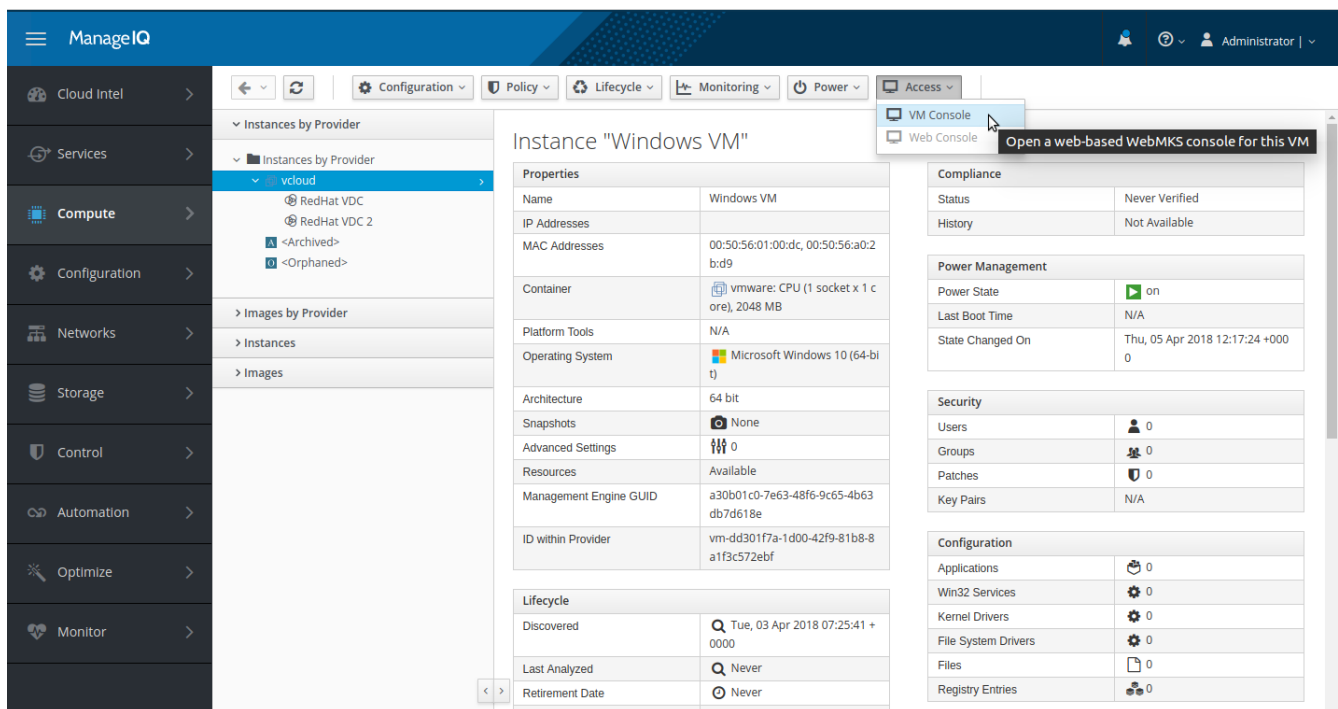 ManageIQ
Administrator |
Cloud Intel
Services
Compute
Configuration
Networks
Storage
Control
Automation
Optimize
Monitor
Configuration
Policy
Lifecycle
Monitoring
Power
Access
VM Console
Web Console
Open a web-based WebMKS console for this VM
Instances by Provider
Instances by Provider
vcloud
RedHat VDC
RedHat VDC 2
A <Archived>
O <Orphaned>
Images by Provider
Instances
Images
Instance "Windows VM"
Properties
Name Windows VM
IP Addresses
MAC Addresses 00:50:56:01:00:dc, 00:50:56:a0:2
b:d9
Container vmware: CPU (1 socket x 1 c
ore), 2048 MB
Platform Tools N/A
Operating System Microsoft Windows 10 (64-bi
t)
Architecture 64 bit
Snapshots None
Advanced Settings 0
Resources Available
Management Engine GUID a30b01c0-7e63-48f6-9c65-4b63
db7d618e
ID within Provider vm-dd301f7a-1d00-42f9-81b8-8
a1f3c572ebf
Lifecycle
Discovered Tue, 03 Apr 2018 07:25:41 +
0000
Last Analyzed Never
Retirement Date Never
Compliance
Status Never Verified
History Not Available
Power Management
Power State on
Last Boot Time N/A
State Changed On Thu, 05 Apr 2018 12:17:24 +000
0
Security
Users 0
Groups 0
Patches 0
Key Pairs N/A
Configuration
Applications 0
Win32 Services 0
Kernel Drivers 0
File System Drivers 0
Files 0
Registry Entries 0